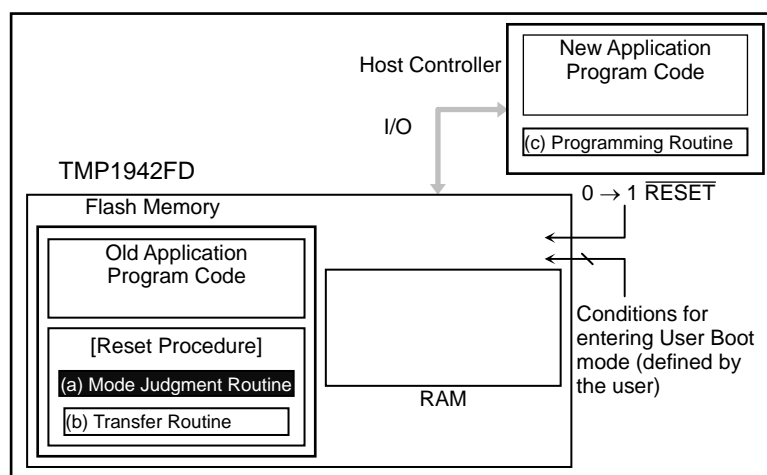 New Application
Program Code
Host Controller
I/O
(c) Programming Routine
TMP1942FD
0 → 1 RESET
Flash Memory
Old Application
Program Code
[Reset Procedure]
(a) Mode Judgment Routine
(b) Transfer Routine
RAM
Conditions for
entering User Boot
mode (defined by
the user)